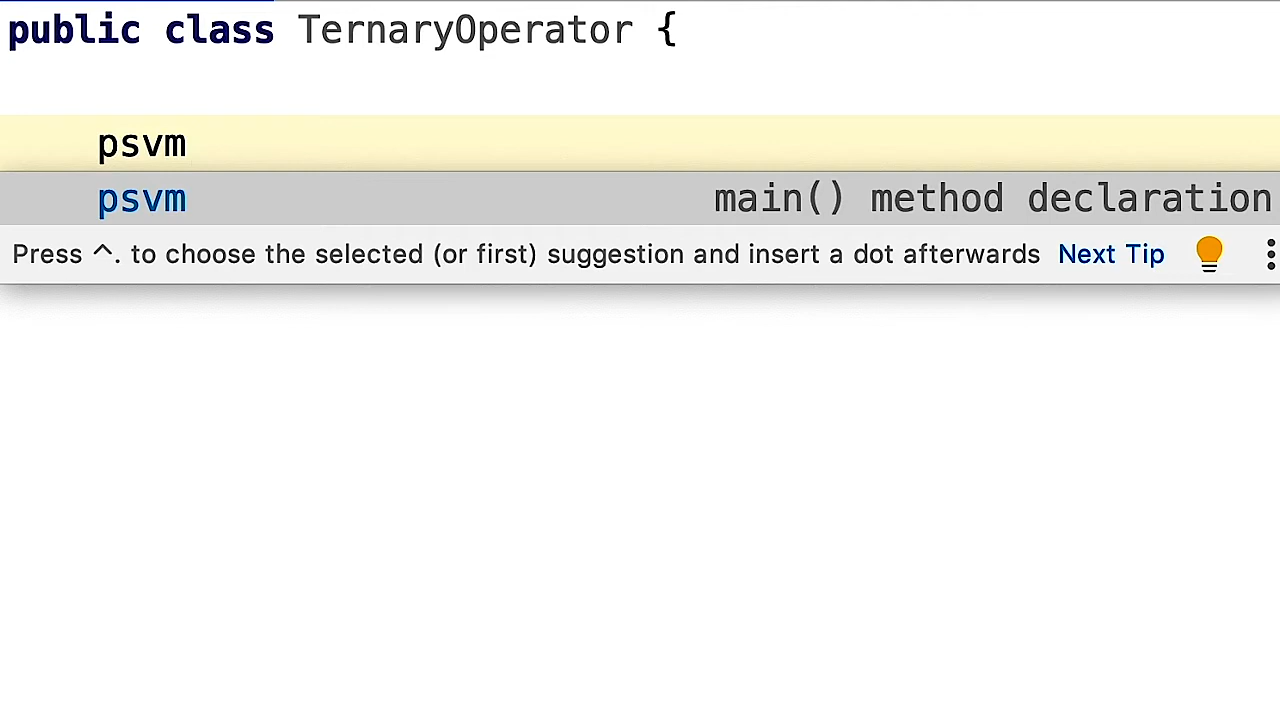 public class TernaryOperator {
psvm
psvm main() method declaration
Press ^. to choose the selected (or first) suggestion and insert a dot afterwards Next Tip